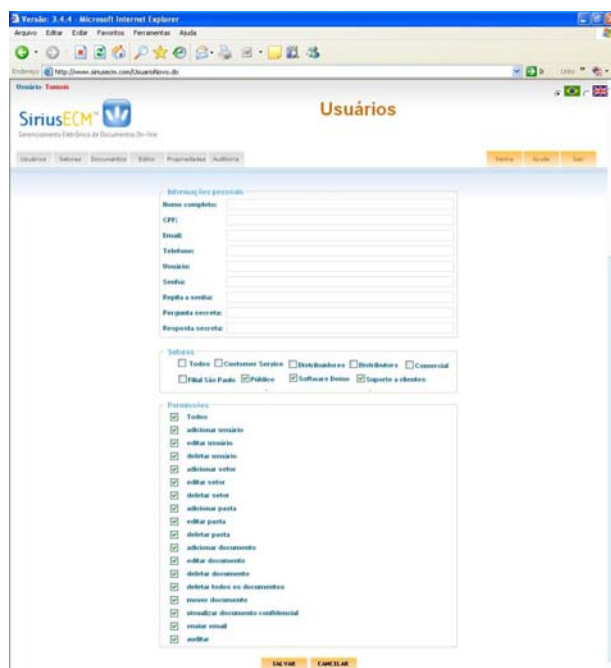 Versão: 3.4.4 - Microsoft Internet Explorer
Arquivo Editar Exibir Favoritos Ferramentas Ajuda
Endereço http://www.siriusecm.com/UsuarioNovo.do Ir Links
Usuário: Tomois
SiriusECM™
Gerenciamento Eletrônico de Documentos On-line
Usuários
Usuários Setores Documentos Editor Propriedades Auditoria Senha Ajuda Sair
Informações pessoais
Nome completo:
CPF:
Email:
Telefone:
Usuário:
Senha:
Repita a senha:
Pergunta secreta:
Resposta secreta:
Setores
Todos Customer Service Distribuidores Distributors Comercial
Filial São Paulo Público Software Demo Suporte a clientes
Permissões
Todos
adicionar usuário
editar usuário
deletar usuário
adicionar setor
editar setor
deletar setor
adicionar pasta
editar pasta
deletar pasta
adicionar documento
editar documento
deletar documento
deletar todos os documentos
mover documento
visualizar documento confidencial
enviar email
auditar
SALVAR CANCELAR